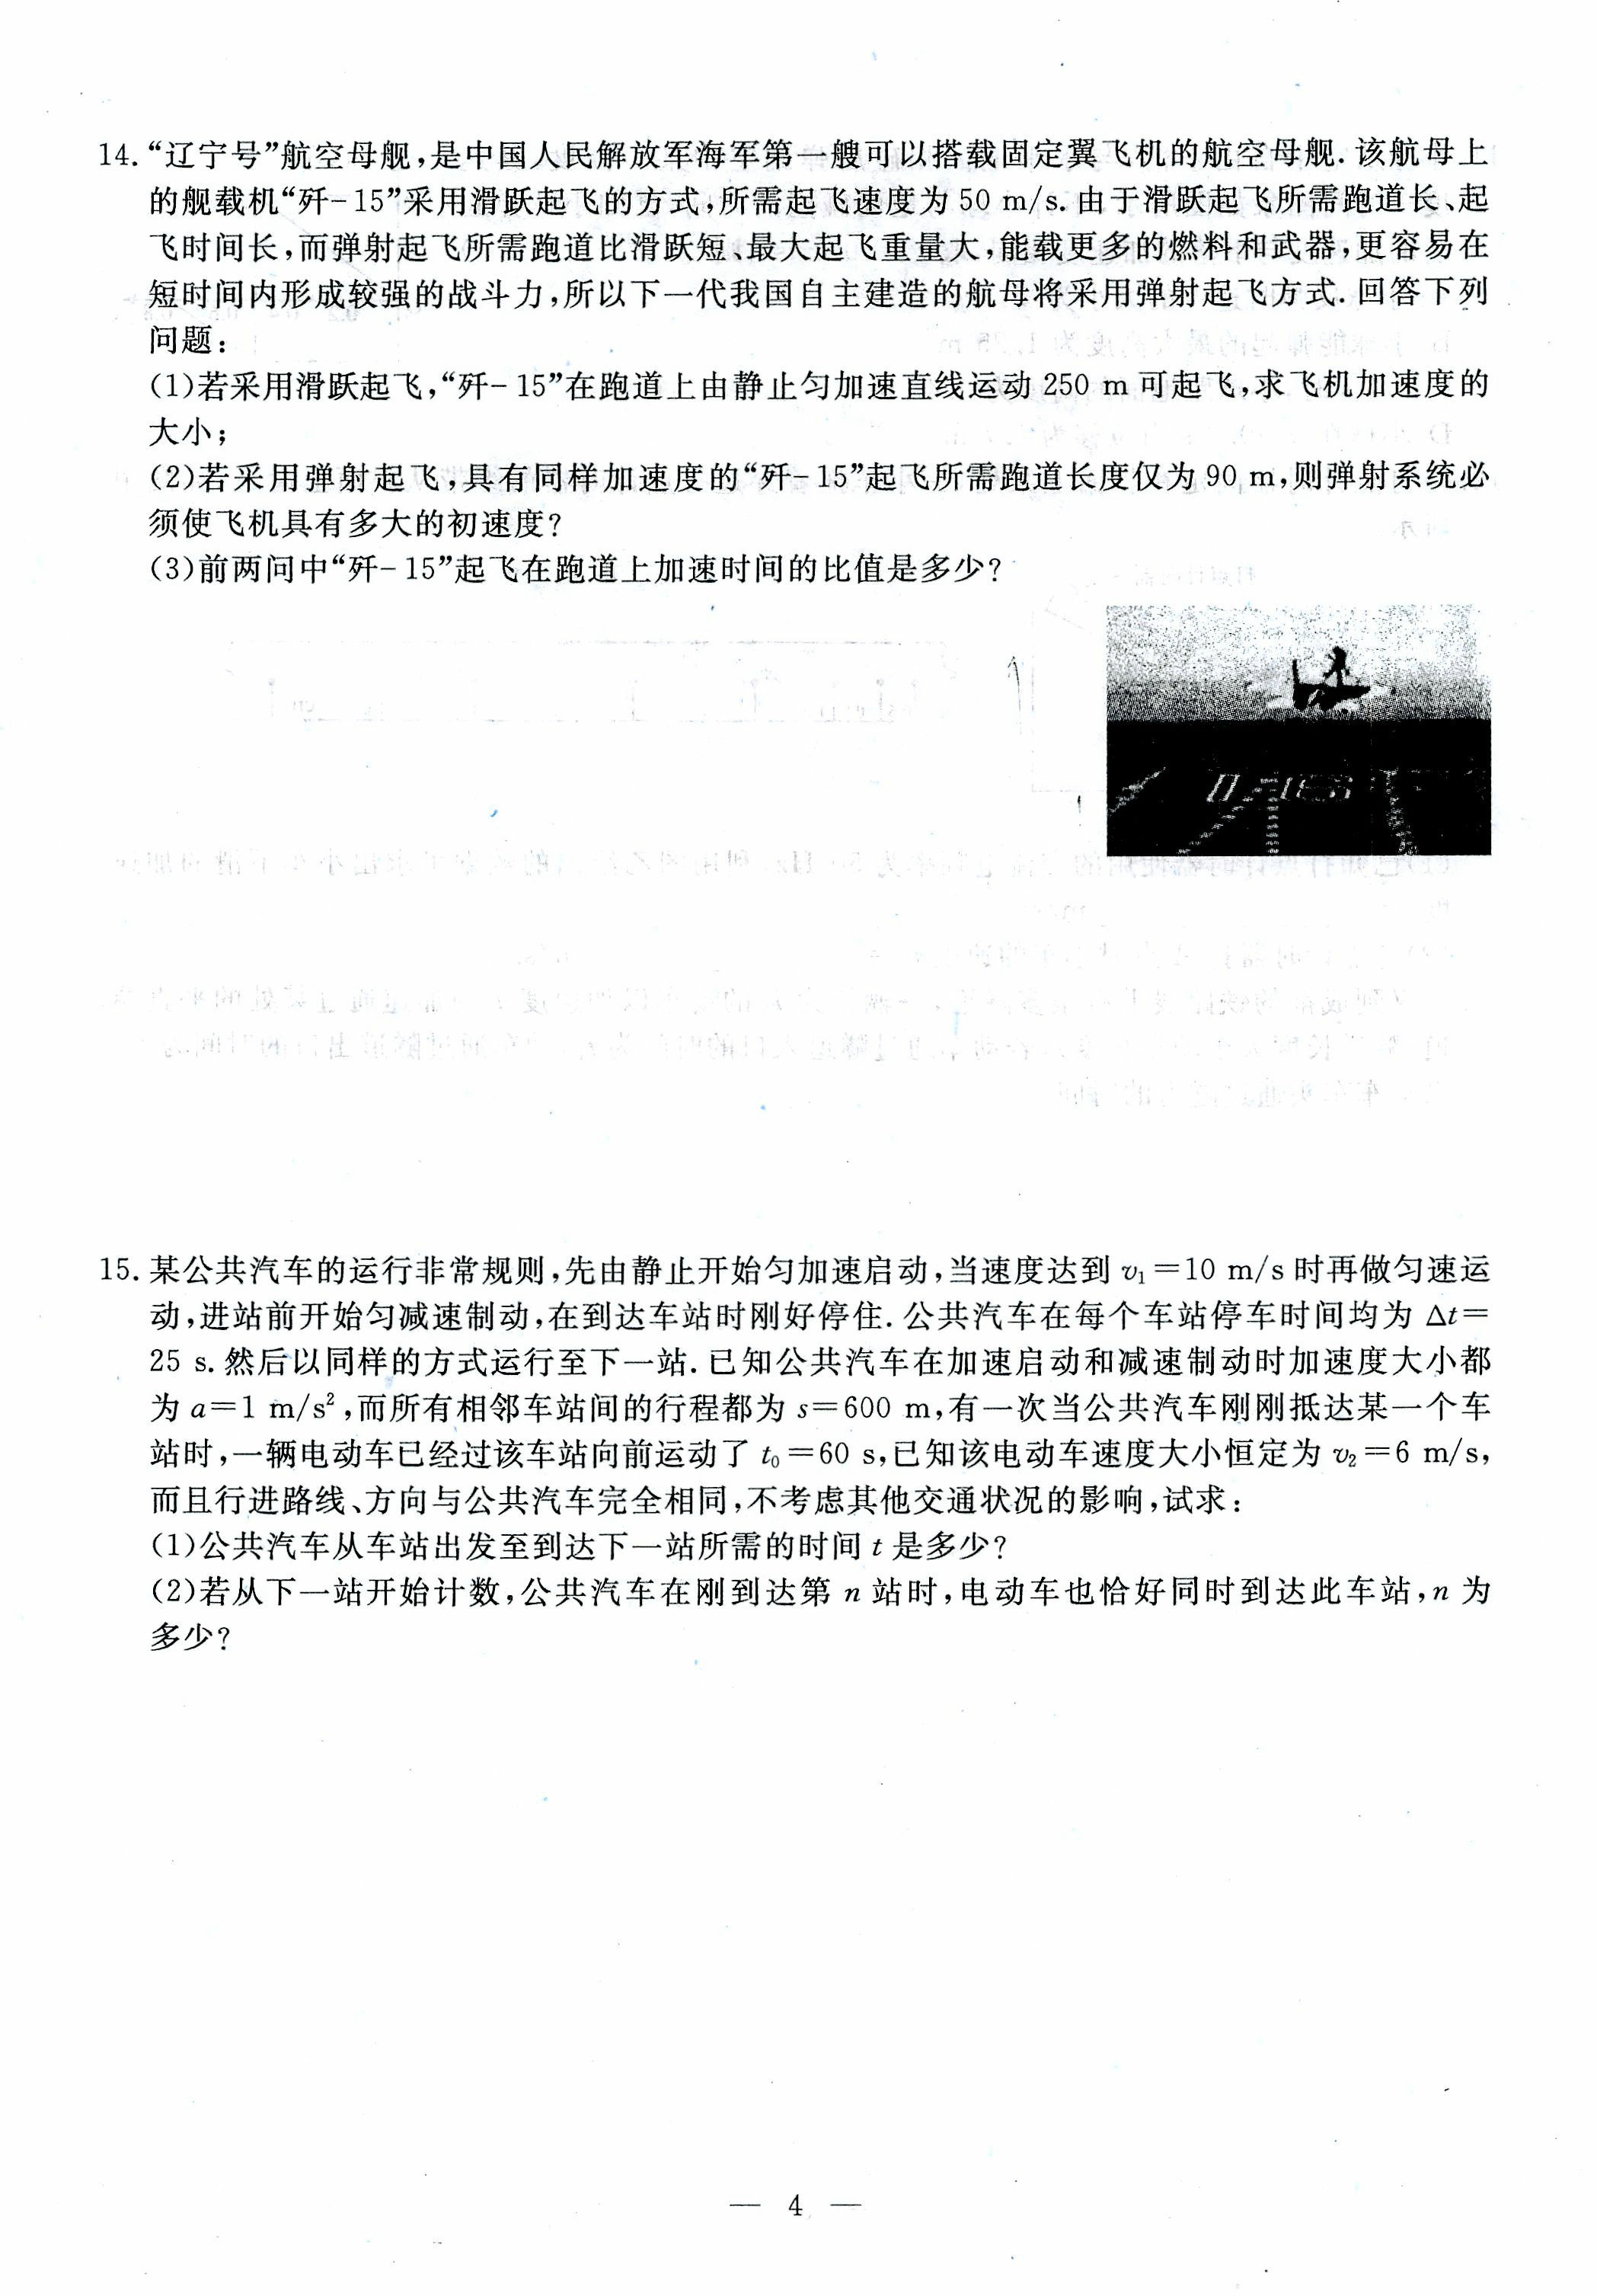 14. “辽宁号”航空母舰,是中国人民解放军海军第一艘可以搭载固定翼飞机的航空母舰. 该航母上
的舰载机“歼-15”采用滑跃起飞的方式,所需起飞速度为 50 m/s. 由于滑跃起飞所需跑道长、起
飞时间长,而弹射起飞所需跑道比滑跃短、最大起飞重量大,能载更多的燃料和武器,更容易在
短时间内形成较强的战斗力,所以下一代我国自主建造的航母将采用弹射起飞方式. 回答下列
问题:
(1)若采用滑跃起飞,“歼-15”在跑道上由静止匀加速直线运动 250 m 可起飞,求飞机加速度的
大小;
(2)若采用弹射起飞,具有同样加速度的“歼-15”起飞所需跑道长度仅为 90 m,则弹射系统必
须使飞机具有多大的初速度?
(3)前两问中“歼-15”起飞在跑道上加速时间的比值是多少?
15. 某公共汽车的运行非常规则,先由静止开始匀加速启动,当速度达到 v₁=10 m/s 时再做匀速运
动,进站前开始匀减速制动,在到达车站时刚好停住. 公共汽车在每个车站停车时间均为 Δt=
25 s. 然后以同样的方式运行至下一站. 已知公共汽车在加速启动和减速制动时加速度大小都
为 a=1 m/s²,而所有相邻车站间的行程都为 s=600 m,有一次当公共汽车刚刚抵达某一个车
站时,一辆电动车已经过该车站向前运动了 t₀=60 s,已知该电动车速度大小恒定为 v₂=6 m/s,
而且行进路线、方向与公共汽车完全相同,不考虑其他交通状况的影响,试求:
(1)公共汽车从车站出发至到达下一站所需的时间 t 是多少?
(2)若从下一站开始计数,公共汽车在刚到达第 n 站时,电动车也恰好同时到达此车站,n 为
多少?
— 4 —